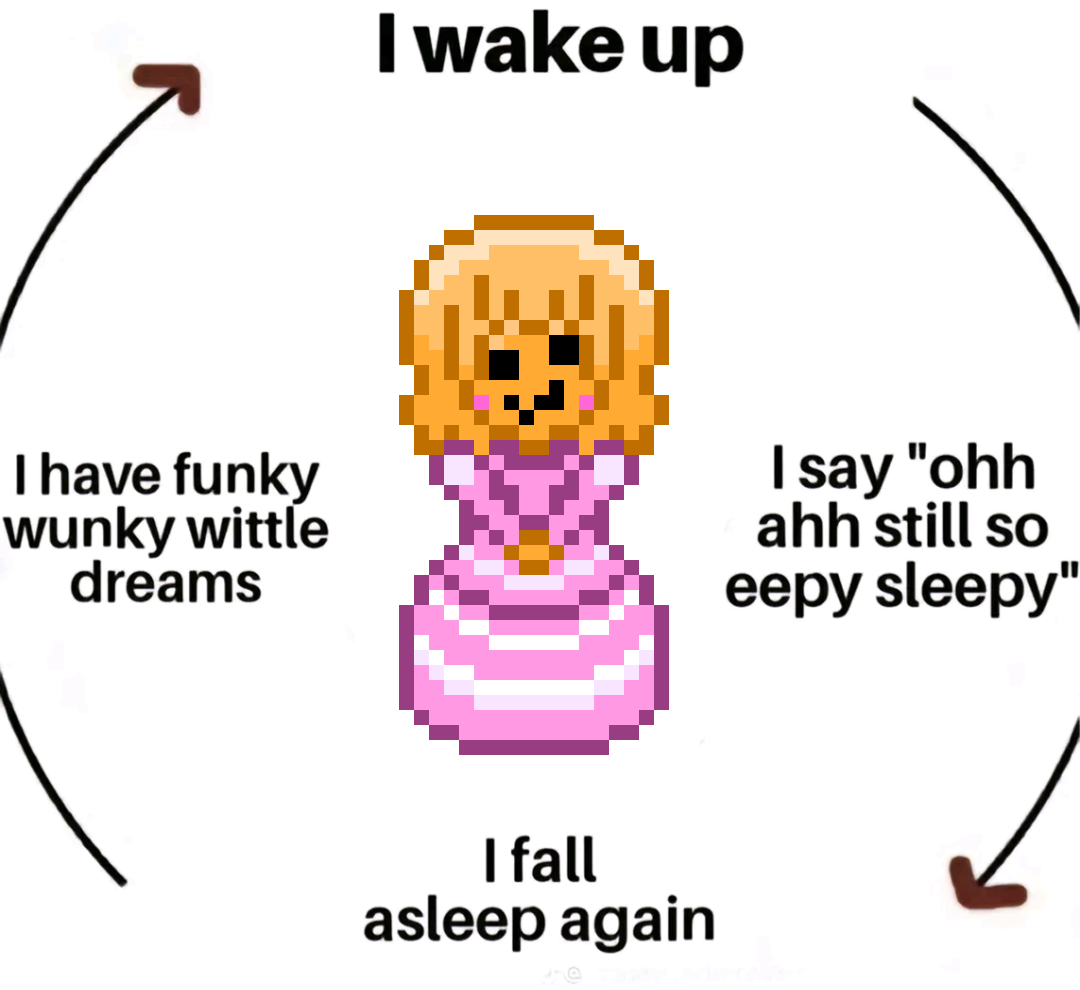 I wake up
I have funky
wunky wittle
dreams
I say "ohh
ahh still so
eepy sleepy"
I fall
asleep again